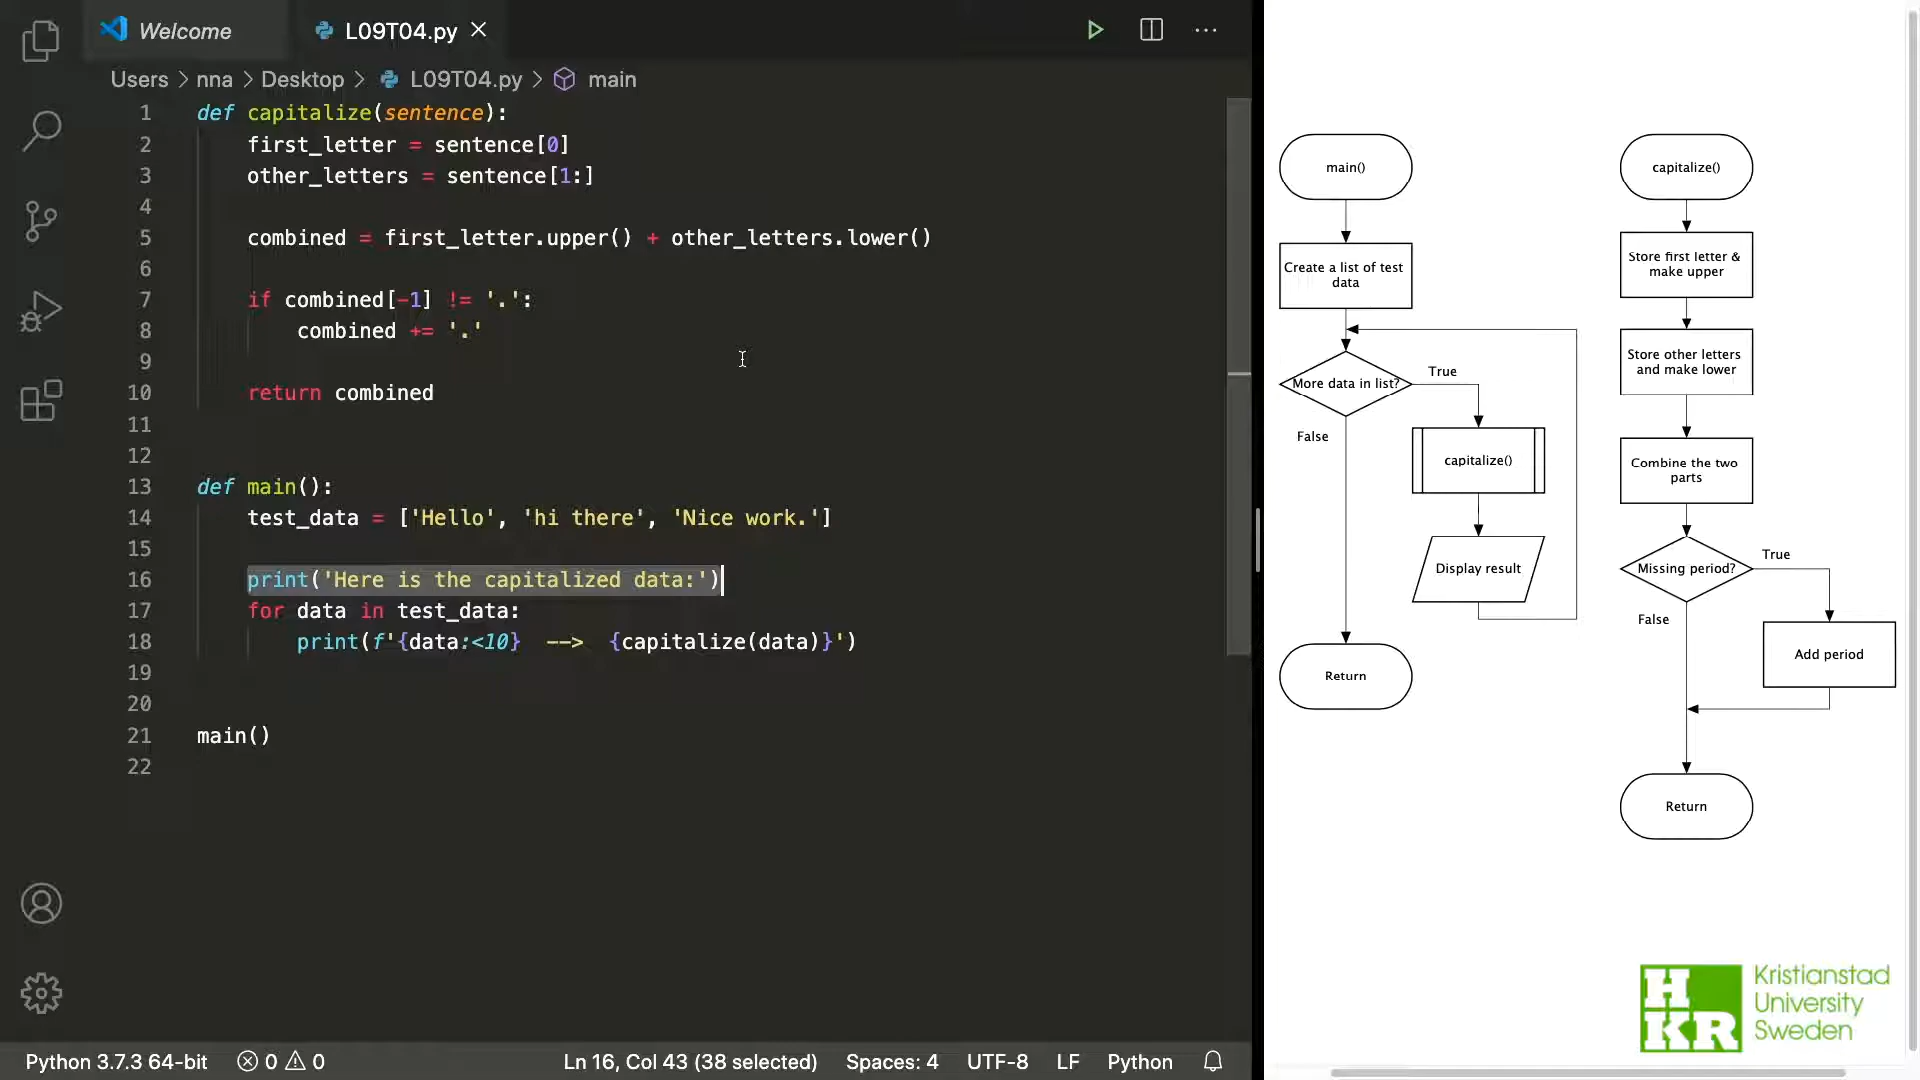 Welcome
L09T04.py
Users > nna > Desktop > L09T04.py > main
1 def capitalize(sentence):
2 first_letter = sentence[0]
3 other_letters = sentence[1:]
4
5 combined = first_letter.upper() + other_letters.lower()
6
7 if combined[-1] != '.':
8 combined += '.'
9
10 return combined
11
12
13 def main():
14 test_data = ['Hello', 'hi there', 'Nice work.']
15
16 print('Here is the capitalized data:')
17 for data in test_data:
18 print(f'{data:<10} --> {capitalize(data)}')
19
20
21 main()
22
Python 3.7.3 64-bit 0 0 Ln 16, Col 43 (38 selected) Spaces: 4 UTF-8 LF Python
main()
Create a list of test
data
More data in list?
True
False
capitalize()
Display result
Return
capitalize()
Store first letter &
make upper
Store other letters
and make lower
Combine the two
parts
Missing period?
True
False
Add period
Return
H
KR
Kristianstad
University
Sweden